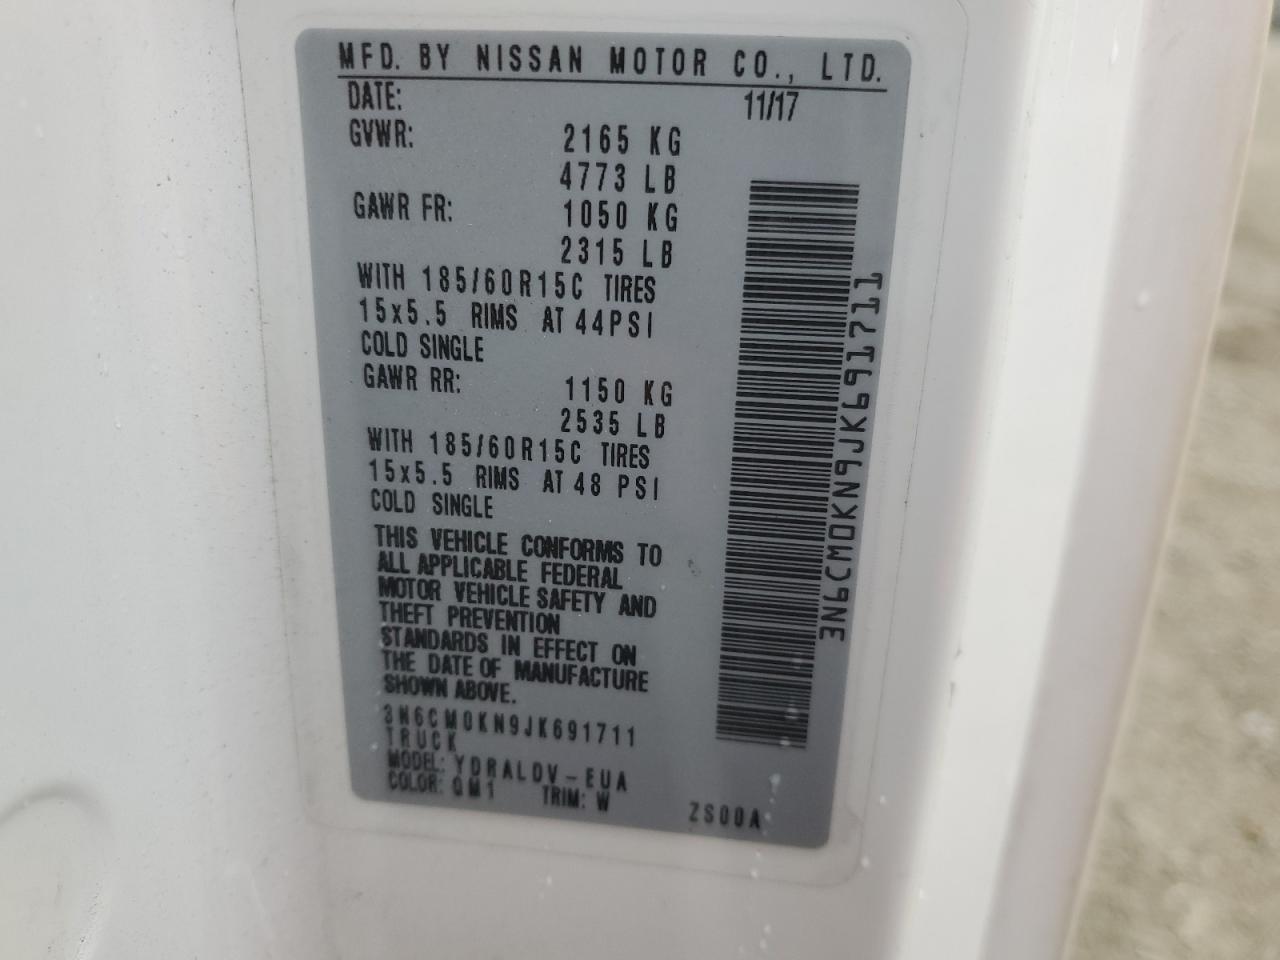 MFD. BY NISSAN MOTOR CO., LTD.
DATE: 11/17
GVWR: 2165 KG
4773 LB
GAWR FR: 1050 KG
2315 LB
WITH 185/60R15C TIRES
15x5.5 RIMS AT 44PSI
COLD SINGLE
GAWR RR: 1150 KG
2535 LB
WITH 185/60R15C TIRES
15x5.5 RIMS AT 48 PSI
COLD SINGLE
THIS VEHICLE CONFORMS TO
ALL APPLICABLE FEDERAL
MOTOR VEHICLE SAFETY AND
THEFT PREVENTION
STANDARDS IN EFFECT ON
THE DATE OF MANUFACTURE
SHOWN ABOVE.
3N6CM0KN9JK691711
TRUCK
MODEL: YDRALDV-EUA
COLOR: QM1 TRIM: W ZS00A
3N6CM0KN9JK691711